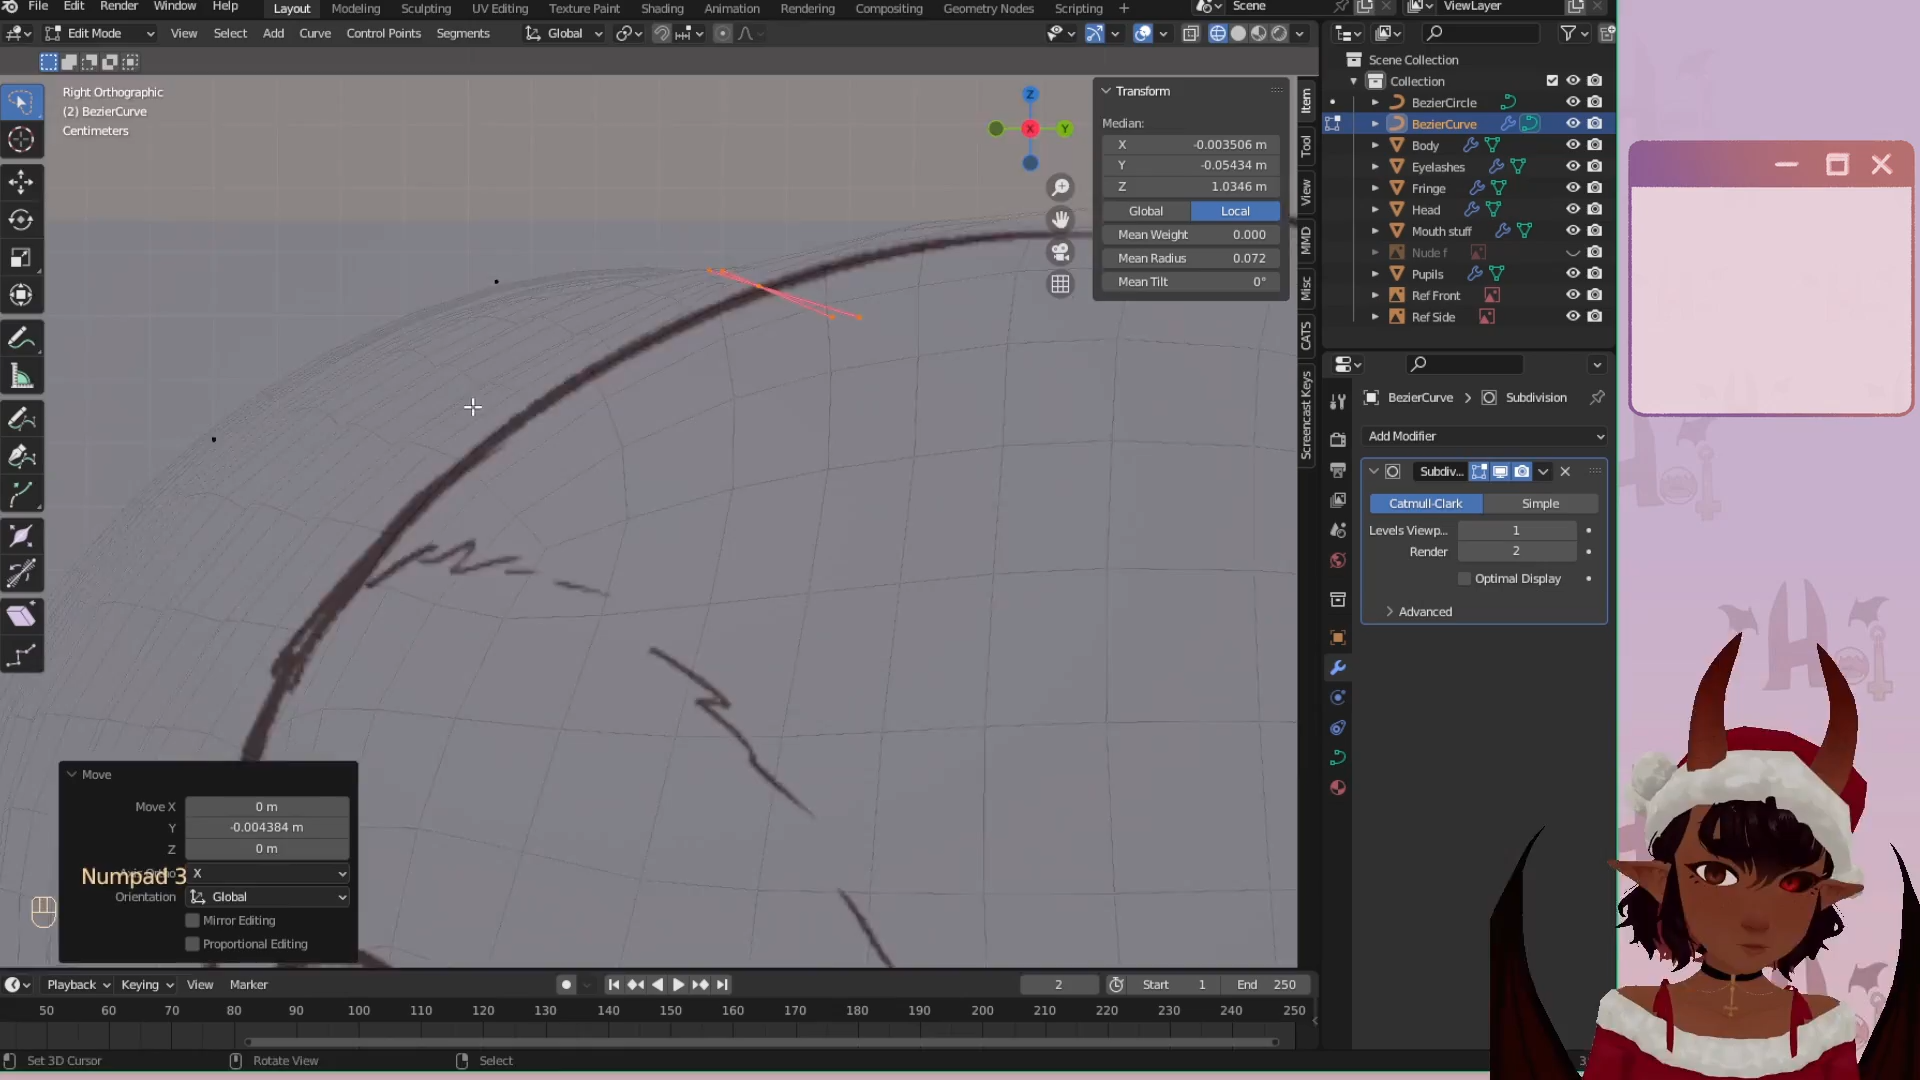 File Edit Render Window Help Layout Modeling Sculpting UV Editing Texture Paint Shading Animation Rendering Compositing Geometry Nodes Scripting + Scene ViewLayer
Edit Mode View Select Add Curve Control Points Segments Global
Right Orthographic
(2) BezierCurve
Centimeters
Z
Y
X
Transform
Median:
X -0.003506 m
Y -0.05434 m
Z 1.0346 m
Global Local
Mean Weight 0.000
Mean Radius 0.072
Mean Tilt 0°
Item
Tool
View
MMD
Misc
CATS
Screencast Keys
Scene Collection
Collection
BezierCircle
BezierCurve
Body
Eyelashes
Fringe
Head
Mouth stuff
Nude f
Pupils
Ref Front
Ref Side
BezierCurve > Subdivision
Add Modifier
Subdiv...
Catmull-Clark Simple
Levels Viewp... 1
Render 2
Optimal Display
Advanced
Move
Move X 0 m
Y -0.004384 m
Z 0 m
X
Numpad 3
Orientation Global
Mirror Editing
Proportional Editing
Playback Keying View Marker 2 Start 1 End 250
50 60 70 80 90 100 110 120 130 140 150 160 170 180 190 200 210 220 230 240 250
Set 3D Cursor Rotate View Select